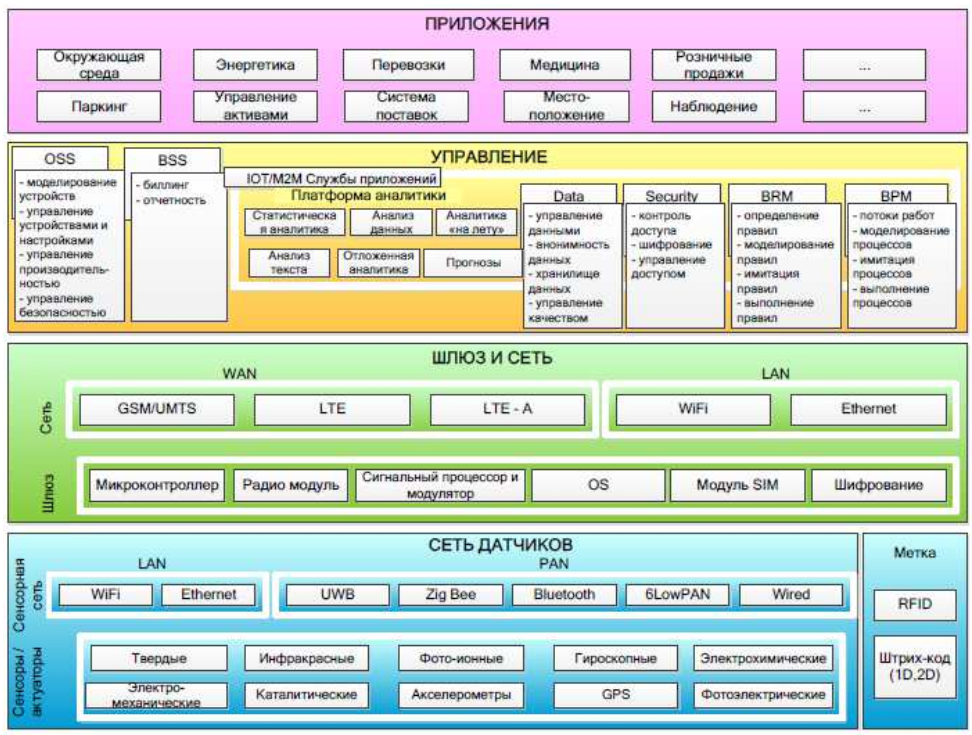 ПРИЛОЖЕНИЯ
Окружающая
среда
Энергетика
Перевозки
Медицина
Розничные
продажи
...
Паркинг
Управление
активами
Система
поставок
Место-
положение
Наблюдение
...
УПРАВЛЕНИЕ
OSS
- моделирование
устройств
- управление
устройствами и
настройками
- управление
производитель-
ностью
- управление
безопасностью
BSS
- биллинг
- отчетность
IOT/M2M Службы приложений
Платформа аналитики
Статистическа
я аналитика
Анализ
данных
Аналитика
«на лету»
Анализ
текста
Отложенная
аналитика
Прогнозы
Data
- управление
данными
- анонимность
данных
- хранилище
данных
- управление
качеством
Security
- контроль
доступа
- шифрование
- управление
доступом
BRM
- определение
правил
- моделирование
правил
- имитация
правил
- выполнение
правил
BPM
- потоки работ
- моделирование
процессов
- имитация
процессов
- выполнение
процессов
ШЛЮЗ И СЕТЬ
WAN
LAN
Сеть
GSM/UMTS
LTE
LTE - A
WiFi
Ethernet
Шлюз
Микроконтроллер
Радио модуль
Сигнальный процессор и
модулятор
OS
Модуль SIM
Шифрование
СЕТЬ ДАТЧИКОВ
LAN
PAN
Сенсорная
сеть
WiFi
Ethernet
UWB
Zig Bee
Bluetooth
6LowPAN
Wired
Сенсоры /
актуаторы
Твердые
Инфракрасные
Фото-ионные
Гироскопные
Электрохимические
Электро-
механические
Каталитические
Акселерометры
GPS
Фотоэлектрические
Метка
RFID
Штрих-код
(1D,2D)